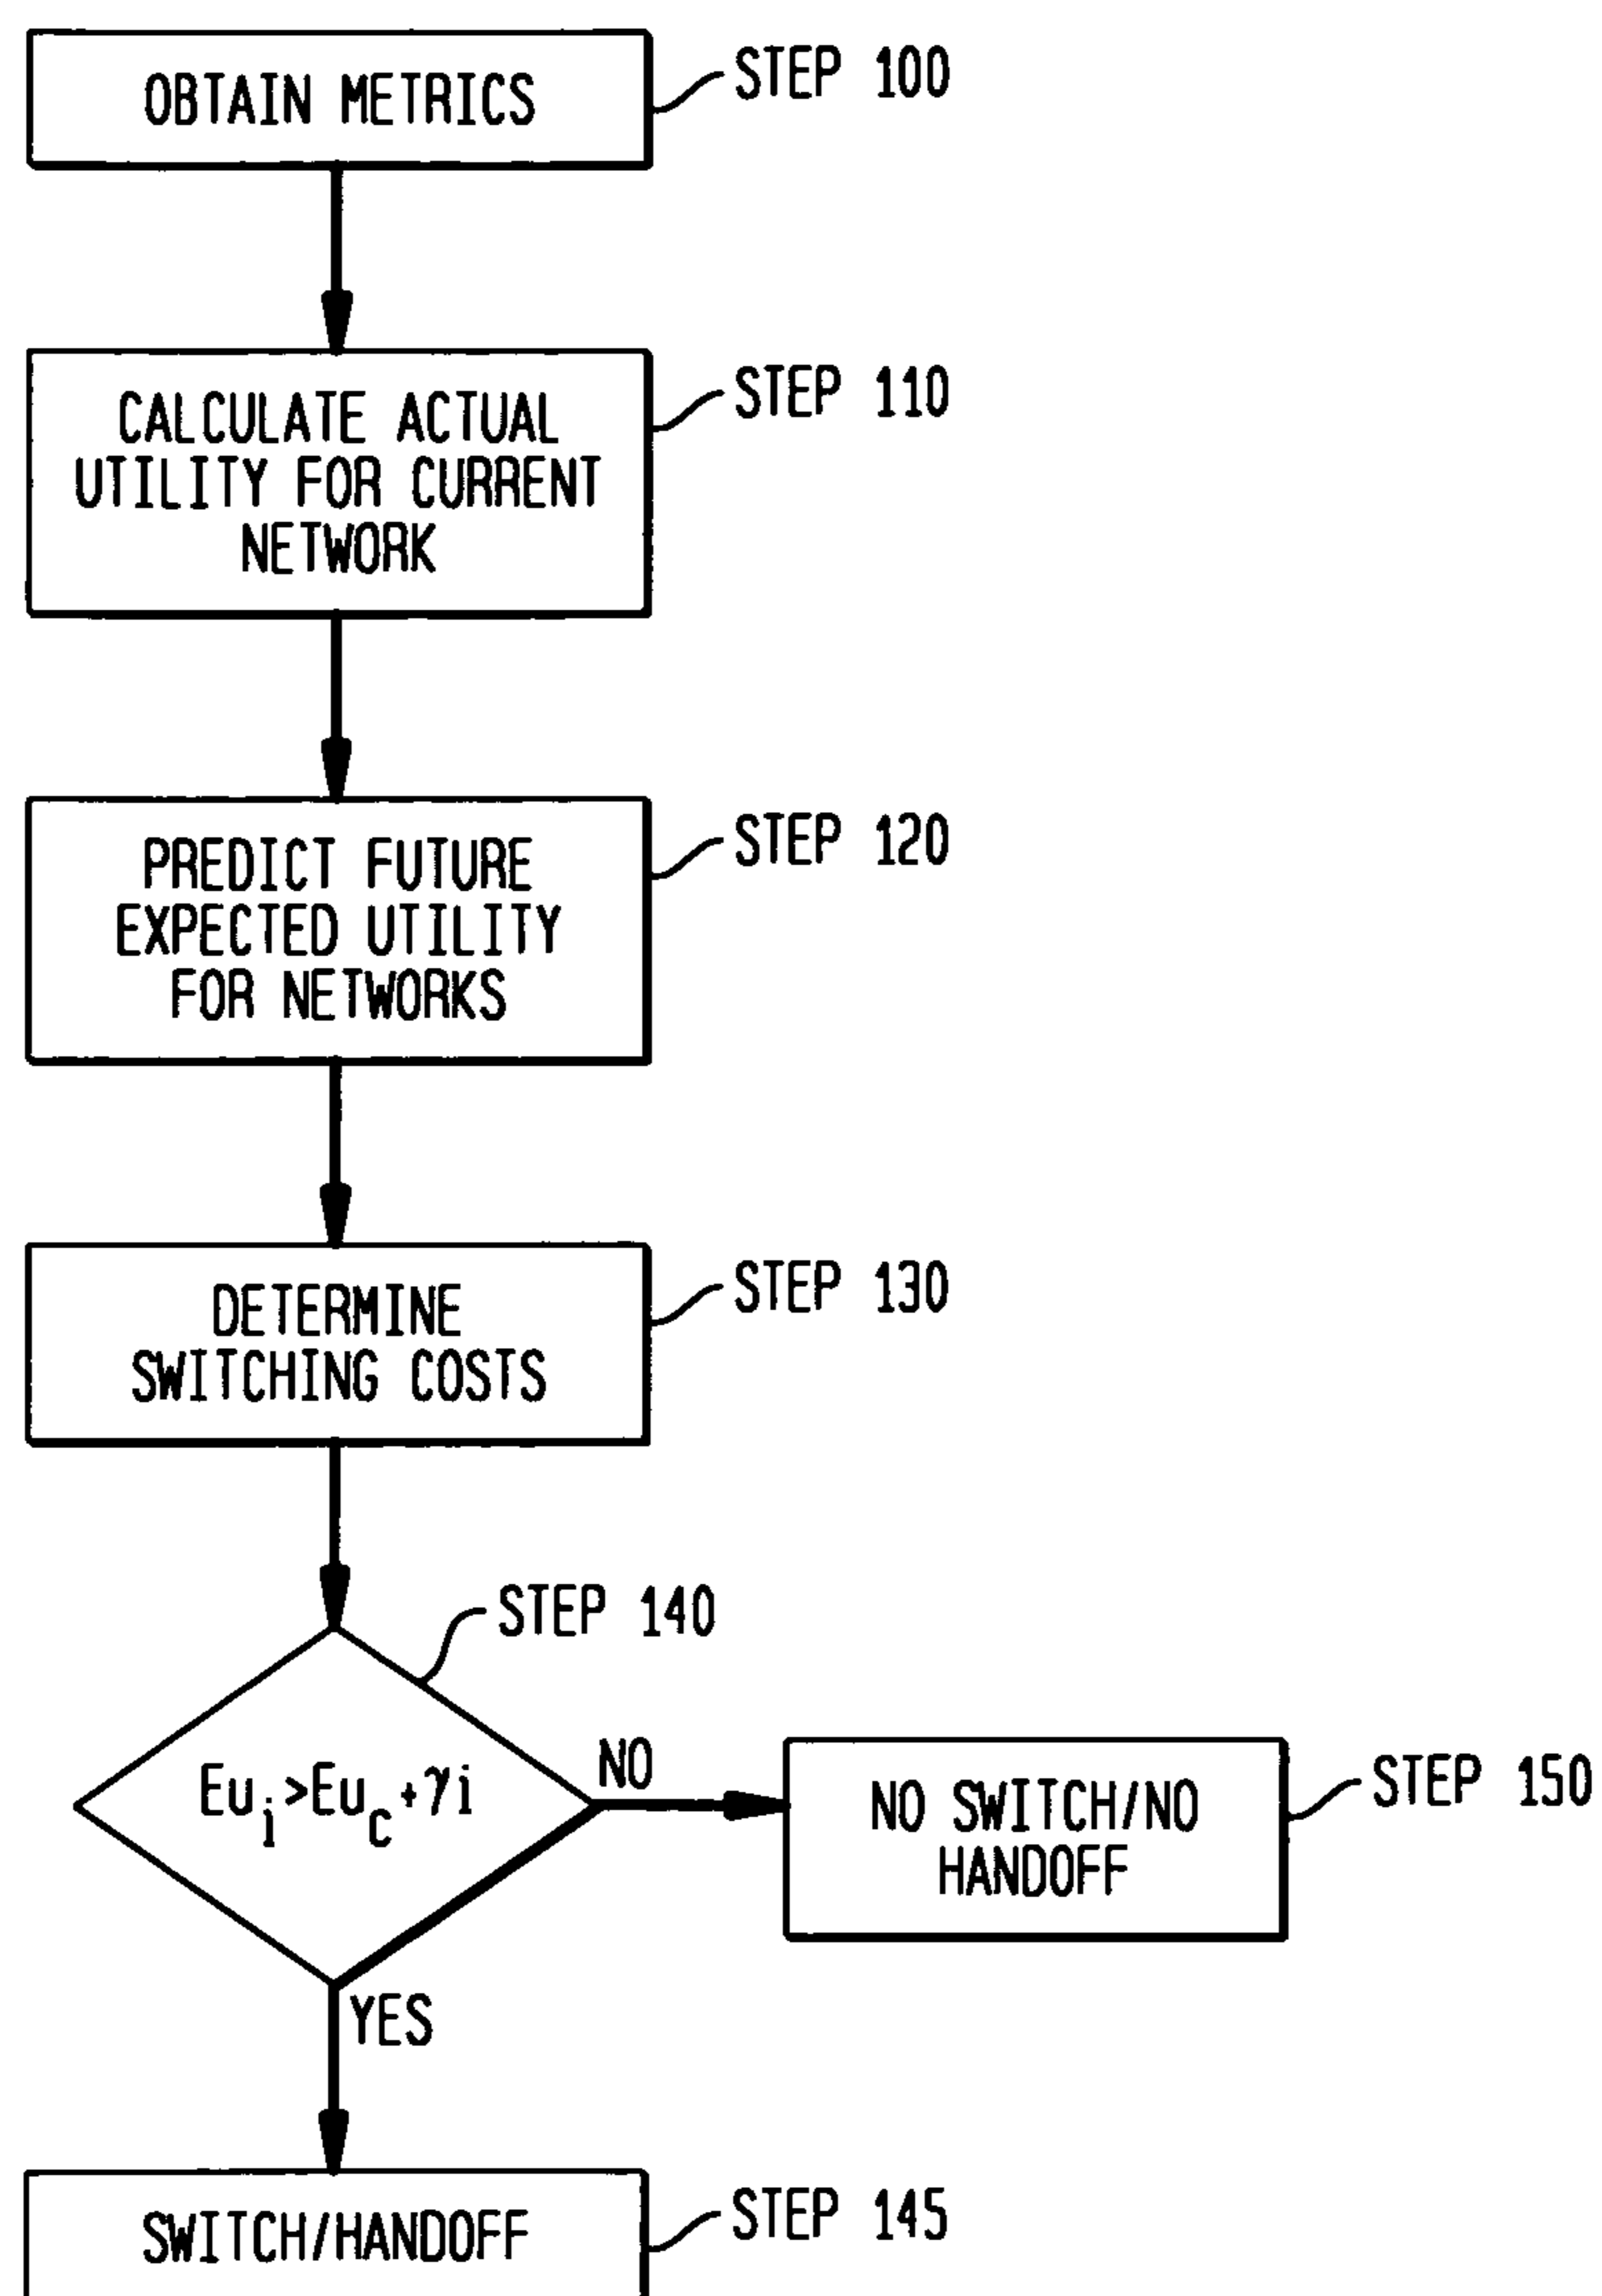 OBTAIN METRICS
STEP 100
CALCULATE ACTUAL
UTILITY FOR CURRENT
NETWORK
STEP 110
PREDICT FUTURE
EXPECTED UTILITY
FOR NETWORKS
STEP 120
DETERMINE
SWITCHING COSTS
STEP 130
STEP 140
Eu_i>Eu_c+γi
NO
NO SWITCH/NO
HANDOFF
STEP 150
YES
SWITCH/HANDOFF
STEP 145